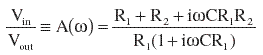 V_in / V_out ≡ A(ω) = (R_1 + R_2 + iωCR_1R_2) / (R_1(1 + iωCR_1))